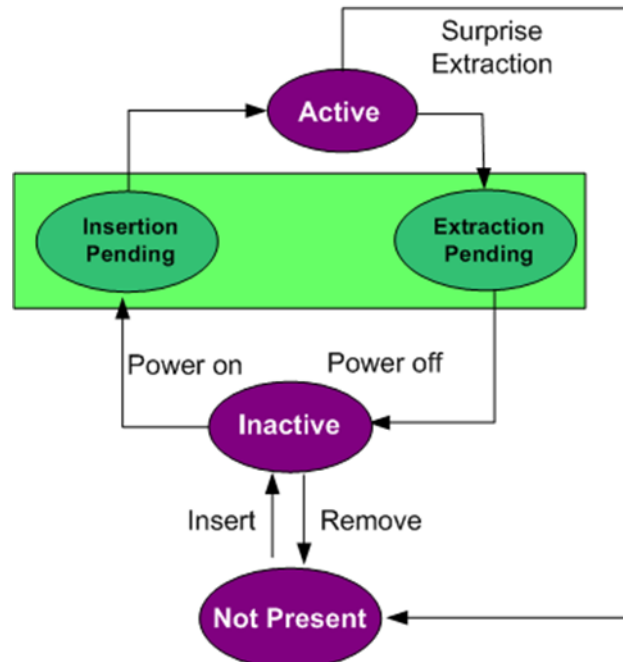 Surprise
Extraction
Active
Insertion
Pending
Extraction
Pending
Power on
Power off
Inactive
Insert
Remove
Not Present